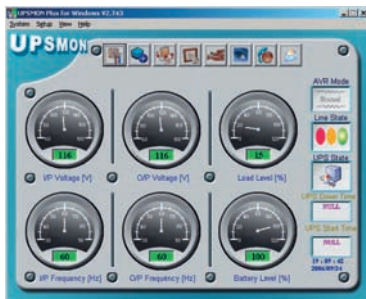 UPSMON Plus for Windows V2.743
System Setup View Help
UPSMON
AVR Mode
Normal
Line State
116
116
15
I/P Voltage [V]
O/P Voltage [V]
Load Level [%]
UPS State
UPS Down Time
NULL
UPS Start Time
NULL
60
60
100
I/P Frequency [Hz]
O/P Frequency [Hz]
Battery Level [%]